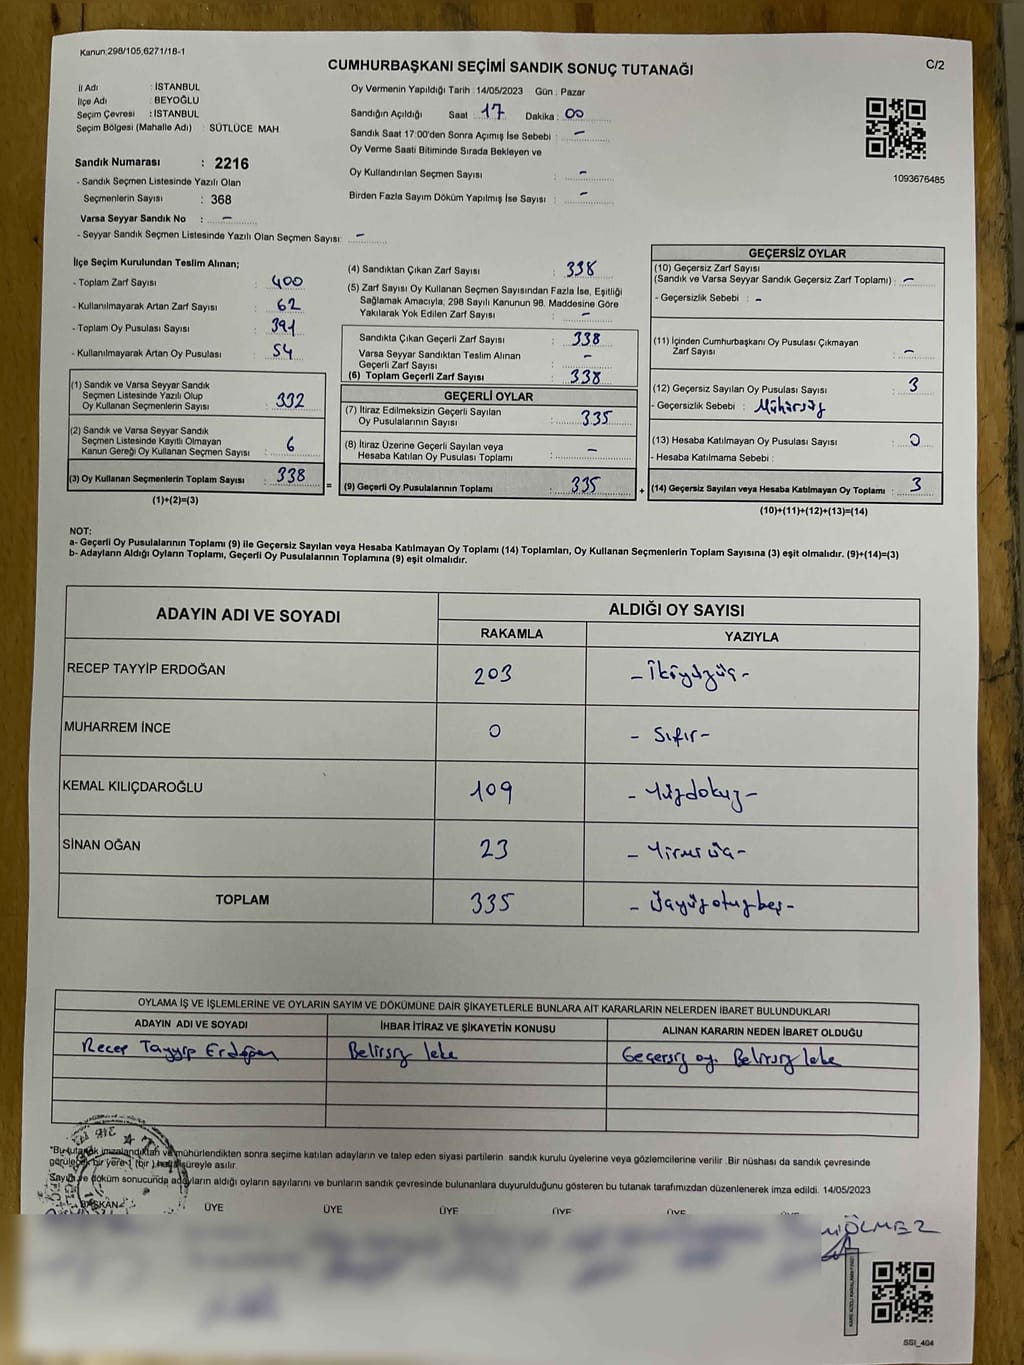 Kanun:298/105,6271/18-1
CUMHURBAŞKANI SEÇİMİ SANDIK SONUÇ TUTANAĞI
C/2
İl Adı : İSTANBUL
İlçe Adı : BEYOĞLU
Seçim Çevresi : İSTANBUL
Seçim Bölgesi (Mahalle Adı) : SÜTLÜCE MAH.
Sandık Numarası : 2216
- Sandık Seçmen Listesinde Yazılı Olan
Seçmenlerin Sayısı : 368
Varsa Seyyar Sandık No : -
- Seyyar Sandık Seçmen Listesinde Yazılı Olan Seçmen Sayısı: -
Oy Vermenin Yapıldığı Tarih : 14/05/2023 Gün : Pazar
Sandığın Açıldığı Saat : 17 Dakika : 00
Sandık Saat 17:00'den Sonra Açımış İse Sebebi : -
Oy Verme Saati Bitiminde Sırada Bekleyen ve
Oy Kullandırılan Seçmen Sayısı : -
Birden Fazla Sayım Döküm Yapılmış İse Sayısı : -
1093676485
İlçe Seçim Kurulundan Teslim Alınan;
- Toplam Zarf Sayısı : 400
- Kullanılmayarak Artan Zarf Sayısı : 62
- Toplam Oy Pusulası Sayısı : 391
- Kullanılmayarak Artan Oy Pusulası : 54
(1) Sandık ve Varsa Seyyar Sandık
Seçmen Listesinde Yazılı Olup
Oy Kullanan Seçmenlerin Sayısı : 332
(2) Sandık ve Varsa Seyyar Sandık
Seçmen Listesinde Kayıtlı Olmayan
Kanun Gereği Oy Kullanan Seçmen Sayısı : 6
(3) Oy Kullanan Seçmenlerin Toplam Sayısı : 338
(1)+(2)=(3)
(4) Sandıktan Çıkan Zarf Sayısı : 338
(5) Zarf Sayısı Oy Kullanan Seçmen Sayısından Fazla İse, Eşitliği
Sağlamak Amacıyla, 298 Sayılı Kanunun 98. Maddesine Göre
Yakılarak Yok Edilen Zarf Sayısı : -
Sandıkta Çıkan Geçerli Zarf Sayısı : 338
Varsa Seyyar Sandıktan Teslim Alınan
Geçerli Zarf Sayısı : -
(6) Toplam Geçerli Zarf Sayısı : 338
GEÇERLİ OYLAR
(7) İtiraz Edilmeksizin Geçerli Sayılan
Oy Pusulalarının Sayısı : 335
(8) İtiraz Üzerine Geçerli Sayılan veya
Hesaba Katılan Oy Pusulası Toplamı : -
= (9) Geçerli Oy Pusulalarının Toplamı : 335
GEÇERSİZ OYLAR
(10) Geçersiz Zarf Sayısı
(Sandık ve Varsa Seyyar Sandık Geçersiz Zarf Toplamı) : -
- Geçersizlik Sebebi : -
(11) İçinden Cumhurbaşkanı Oy Pusulası Çıkmayan
Zarf Sayısı : -
(12) Geçersiz Sayılan Oy Pusulası Sayısı : 3
- Geçersizlik Sebebi : Mühürsüz
(13) Hesaba Katılmayan Oy Pusulası Sayısı : 0
- Hesaba Katılmama Sebebi :
+ (14) Geçersiz Sayılan veya Hesaba Katılmayan Oy Toplamı : 3
(10)+(11)+(12)+(13)=(14)
NOT:
a- Geçerli Oy Pusulalarının Toplamı (9) ile Geçersiz Sayılan veya Hesaba Katılmayan Oy Toplamı (14) Toplamları, Oy Kullanan Seçmenlerin Toplam Sayısına (3) eşit olmalıdır. (9)+(14)=(3)
b- Adayların Aldığı Oyların Toplamı, Geçerli Oy Pusulalarının Toplamına (9) eşit olmalıdır.
ADAYIN ADI VE SOYADI ALDIĞI OY SAYISI
RAKAMLA YAZIYLA
RECEP TAYYİP ERDOĞAN 203 - İkiyüzüç -
MUHARREM İNCE 0 - Sıfır -
KEMAL KILIÇDAROĞLU 109 - Yüzdokuz -
SİNAN OĞAN 23 - Yirmi üç -
TOPLAM 335 - Üçyüzotuzbeş -
OYLAMA İŞ VE İŞLEMLERİNE VE OYLARIN SAYIM VE DÖKÜMÜNE DAİR ŞİKAYETLERLE BUNLARA AİT KARARLARIN NELERDEN İBARET BULUNDUKLARI
ADAYIN ADI VE SOYADI İHBAR İTİRAZ VE ŞİKAYETİN KONUSU ALINAN KARARIN NEDEN İBARET OLDUĞU
Recep Tayyip Erdoğan Belirsiz leke Geçersiz oy. Belirsiz leke
*Bu tutanak imzalandıktan ve mühürlendikten sonra seçime katılan adayların ve talep eden siyasi partilerin sandık kurulu üyelerine veya gözlemcilerine verilir. Bir nüshası da sandık çevresinde
görülecek bir yere 1 (bir) hafta süreyle asılır.
Sayım ve döküm sonucunda adayların aldığı oyların sayılarını ve bunların sandık çevresinde bulunanlara duyurulduğunu gösteren bu tutanak tarafımızdan düzenlenerek imza edildi. 14/05/2023
BAŞKAN ÜYE ÜYE ÜYE ÜYE ÜYE
ÖLMEZ
SSİ_404